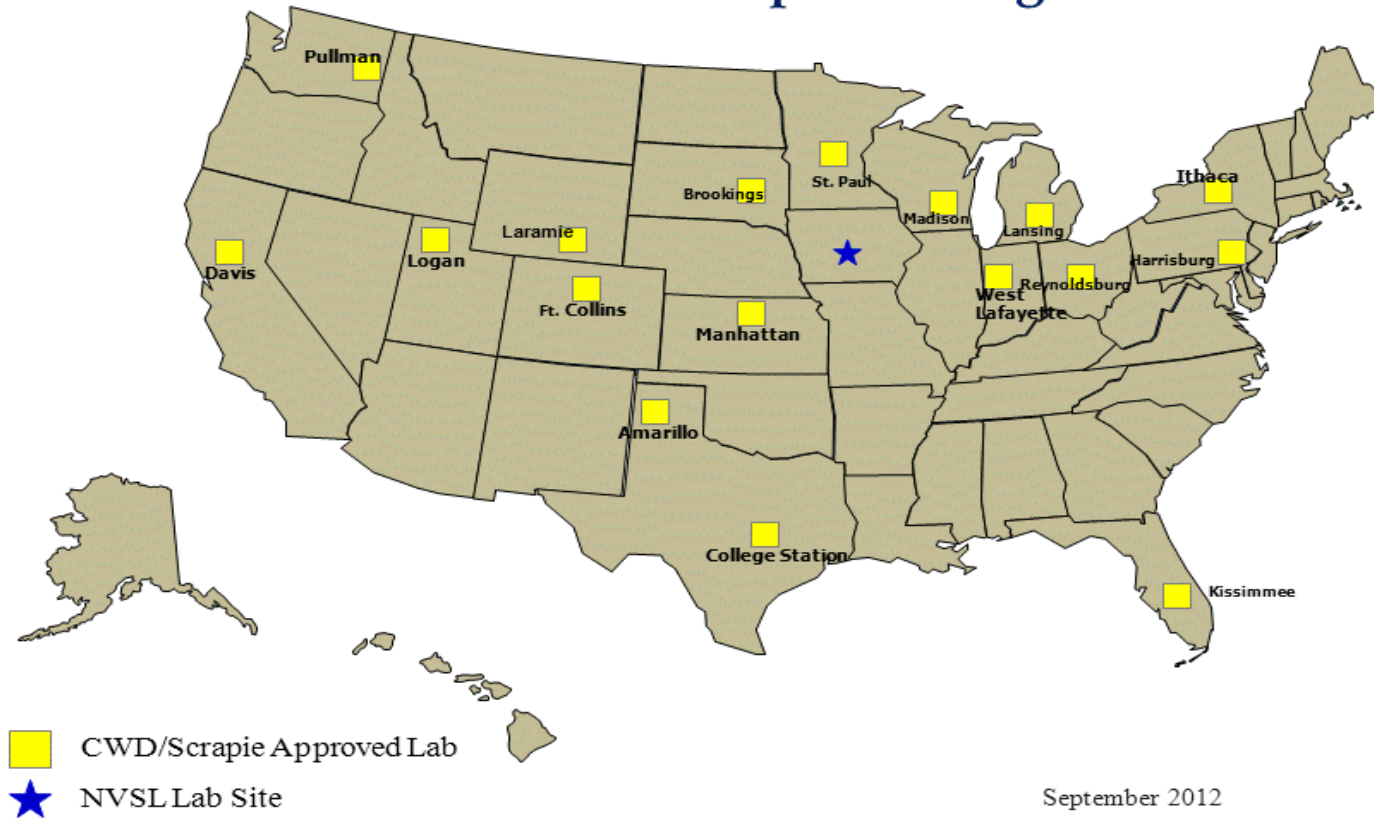 Pullman
St. Paul
Ithaca
Brookings
Madison
Lansing
Laramie
Logan
Davis
Harrisburg
Reynoldsburg
West
Lafayette
Ft. Collins
Manhattan
Amarillo
College Station
Kissimmee
CWD/Scrapie Approved Lab
NVSL Lab Site
September 2012